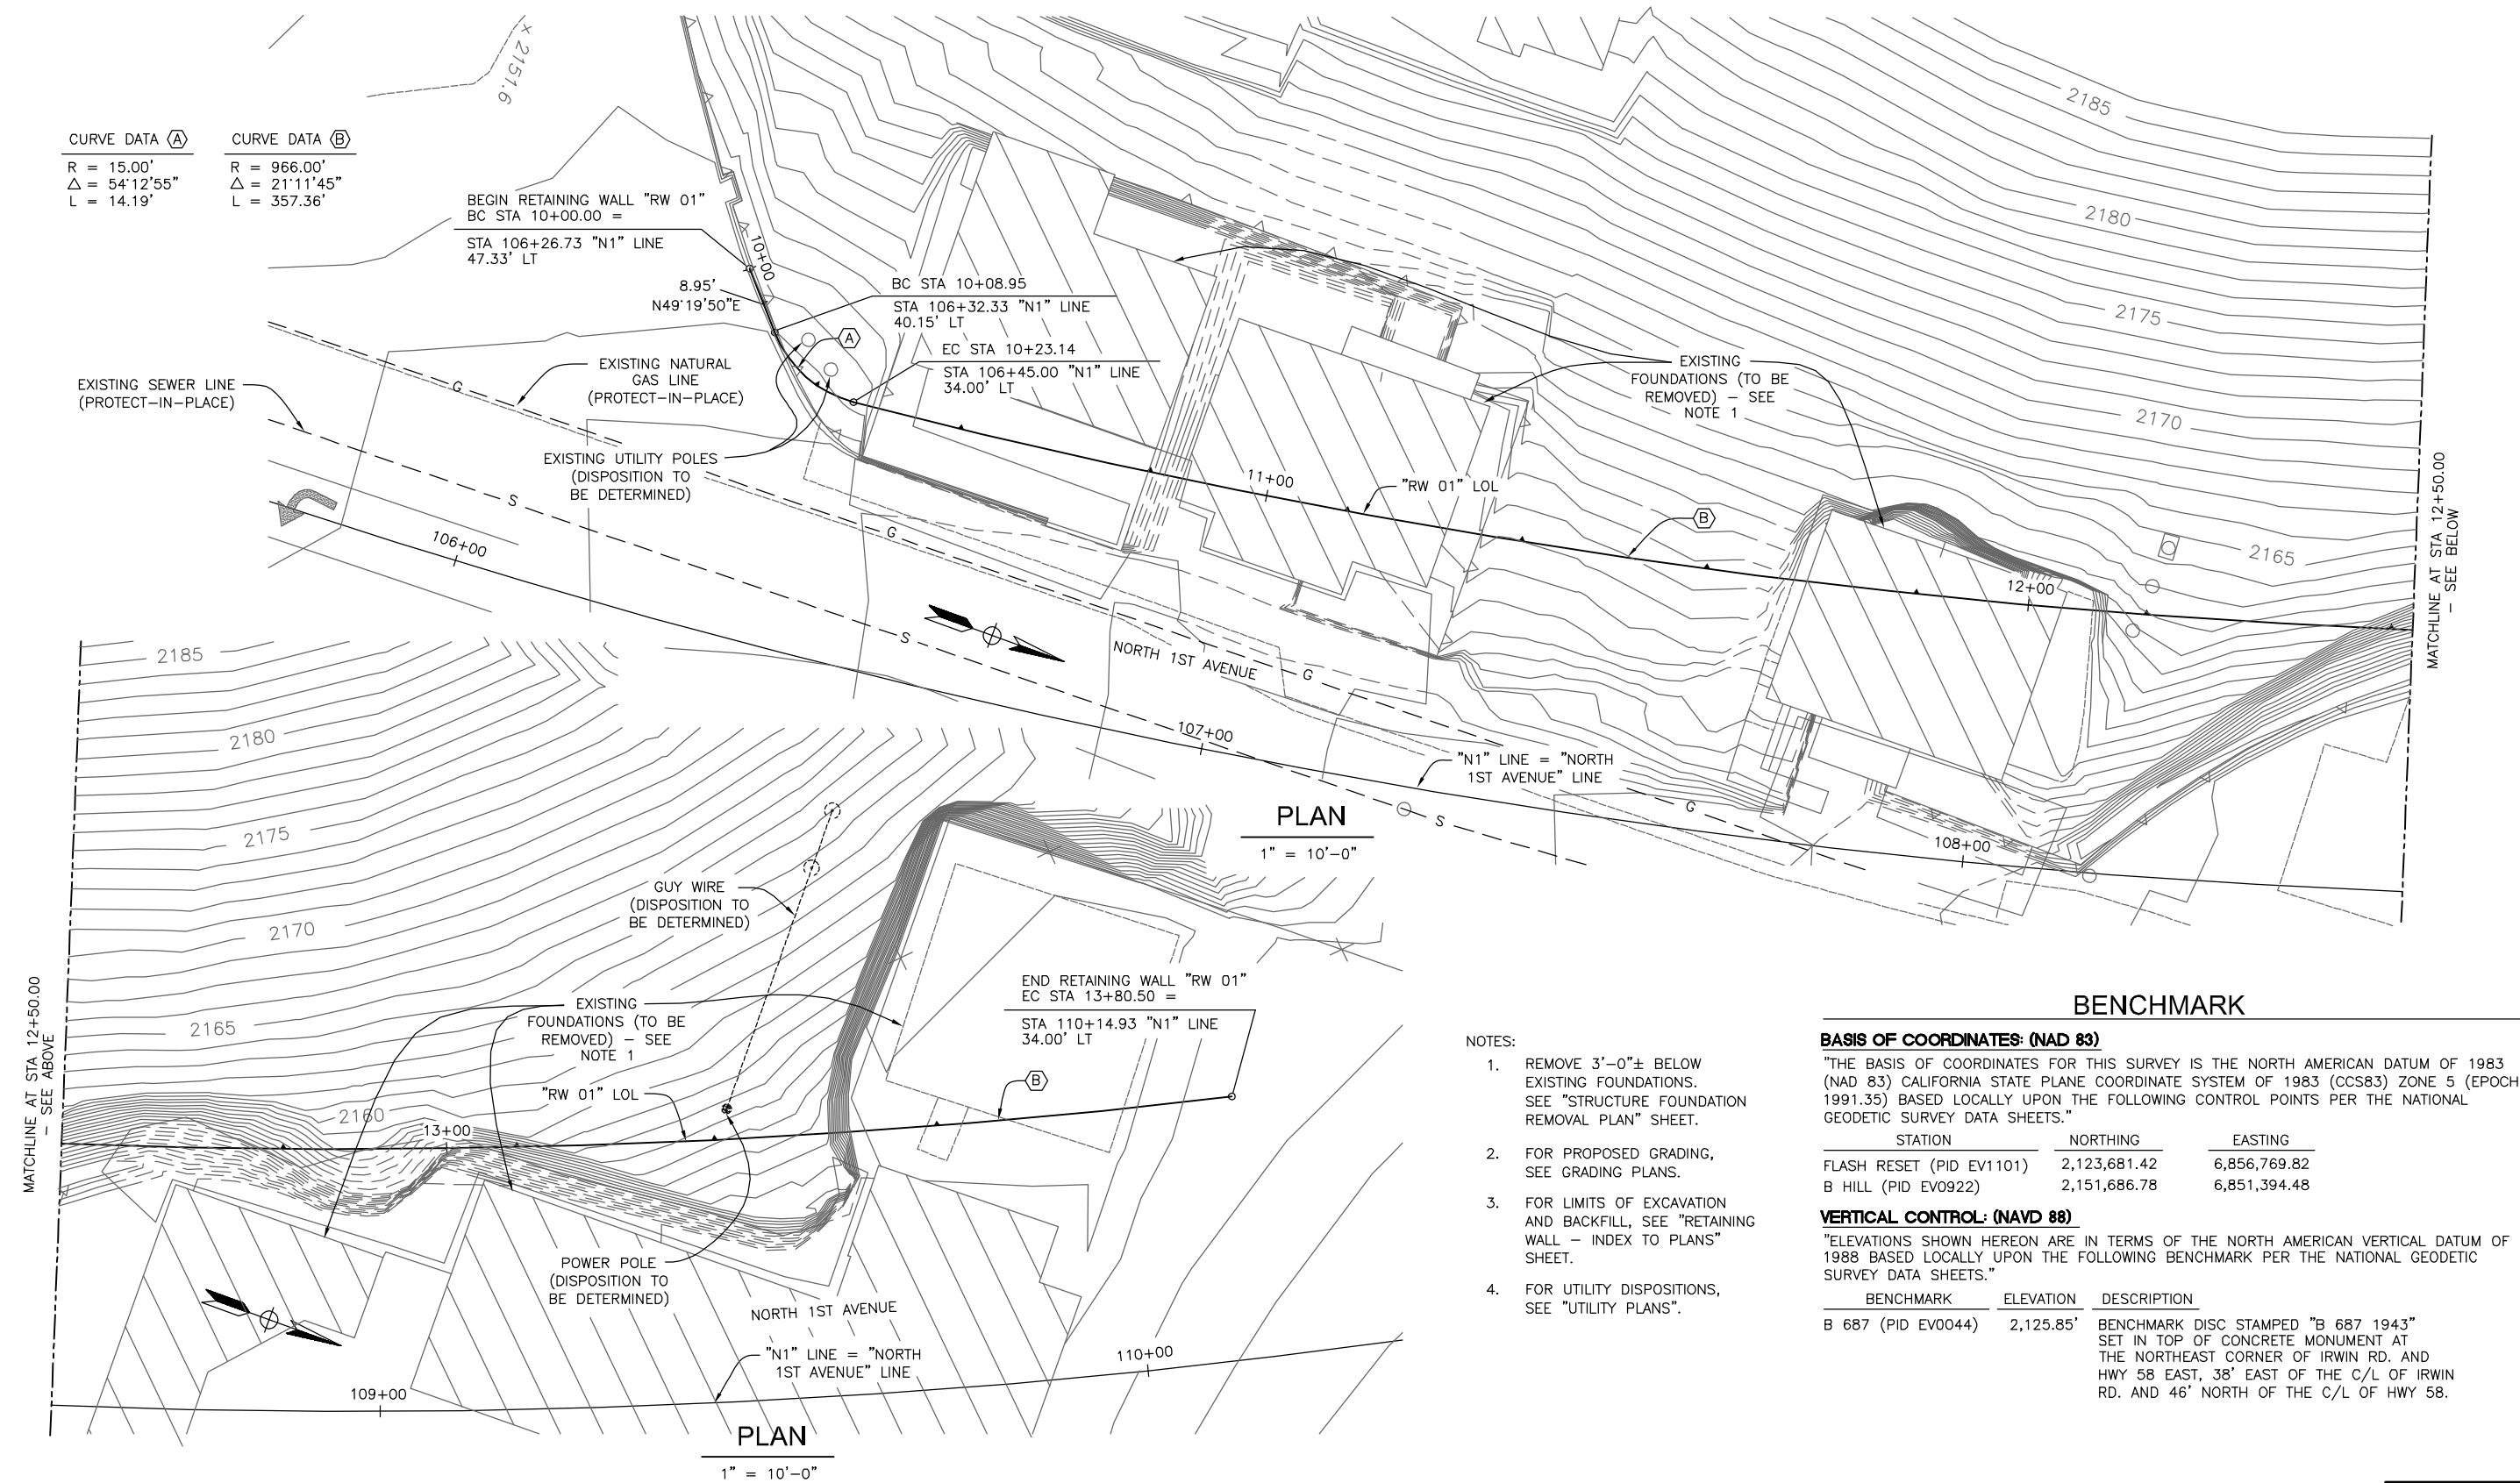 × 2151.6
CURVE DATA A
R = 15.00'
Δ = 54°12'55"
L = 14.19'
CURVE DATA B
R = 966.00'
Δ = 21°11'45"
L = 357.36'
BEGIN RETAINING WALL "RW 01"
BC STA 10+00.00 =
STA 106+26.73 "N1" LINE
47.33' LT
10+00
8.95'
N49°19'50"E
BC STA 10+08.95
STA 106+32.33 "N1" LINE
40.15' LT
A
EC STA 10+23.14
STA 106+45.00 "N1" LINE
34.00' LT
EXISTING SEWER LINE
(PROTECT-IN-PLACE)
G
EXISTING NATURAL
GAS LINE
(PROTECT-IN-PLACE)
EXISTING UTILITY POLES
(DISPOSITION TO
BE DETERMINED)
S
G
106+00
S
NORTH 1ST AVENUE
G
107+00
11+00
"RW 01" LOL
B
EXISTING
FOUNDATIONS (TO BE
REMOVED) – SEE
NOTE 1
2185
2180
2175
2170
2165
12+00
MATCHLINE AT STA 12+50.00
– SEE BELOW
"N1" LINE = "NORTH
1ST AVENUE" LINE
G
S
108+00
PLAN
1" = 10'-0"
2185
2180
2175
2170
2165
2160
MATCHLINE AT STA 12+50.00
– SEE ABOVE
GUY WIRE
(DISPOSITION TO
BE DETERMINED)
EXISTING
FOUNDATIONS (TO BE
REMOVED) – SEE
NOTE 1
"RW 01" LOL
13+00
END RETAINING WALL "RW 01"
EC STA 13+80.50 =
STA 110+14.93 "N1" LINE
34.00' LT
B
POWER POLE
(DISPOSITION TO
BE DETERMINED)
NORTH 1ST AVENUE
"N1" LINE = "NORTH
1ST AVENUE" LINE
109+00
110+00
PLAN
1" = 10'-0"
NOTES:
1. REMOVE 3'-0"± BELOW
EXISTING FOUNDATIONS.
SEE "STRUCTURE FOUNDATION
REMOVAL PLAN" SHEET.
2. FOR PROPOSED GRADING,
SEE GRADING PLANS.
3. FOR LIMITS OF EXCAVATION
AND BACKFILL, SEE "RETAINING
WALL – INDEX TO PLANS"
SHEET.
4. FOR UTILITY DISPOSITIONS,
SEE "UTILITY PLANS".
BENCHMARK
BASIS OF COORDINATES: (NAD 83)
"THE BASIS OF COORDINATES FOR THIS SURVEY IS THE NORTH AMERICAN DATUM OF 1983
(NAD 83) CALIFORNIA STATE PLANE COORDINATE SYSTEM OF 1983 (CCS83) ZONE 5 (EPOCH
1991.35) BASED LOCALLY UPON THE FOLLOWING CONTROL POINTS PER THE NATIONAL
GEODETIC SURVEY DATA SHEETS."
STATION NORTHING EASTING
FLASH RESET (PID EV1101) 2,123,681.42 6,856,769.82
B HILL (PID EV0922) 2,151,686.78 6,851,394.48
VERTICAL CONTROL: (NAVD 88)
"ELEVATIONS SHOWN HEREON ARE IN TERMS OF THE NORTH AMERICAN VERTICAL DATUM OF
1988 BASED LOCALLY UPON THE FOLLOWING BENCHMARK PER THE NATIONAL GEODETIC
SURVEY DATA SHEETS."
BENCHMARK ELEVATION DESCRIPTION
B 687 (PID EV0044) 2,125.85' BENCHMARK DISC STAMPED "B 687 1943"
SET IN TOP OF CONCRETE MONUMENT AT
THE NORTHEAST CORNER OF IRWIN RD. AND
HWY 58 EAST, 38' EAST OF THE C/L OF IRWIN
RD. AND 46' NORTH OF THE C/L OF HWY 58.